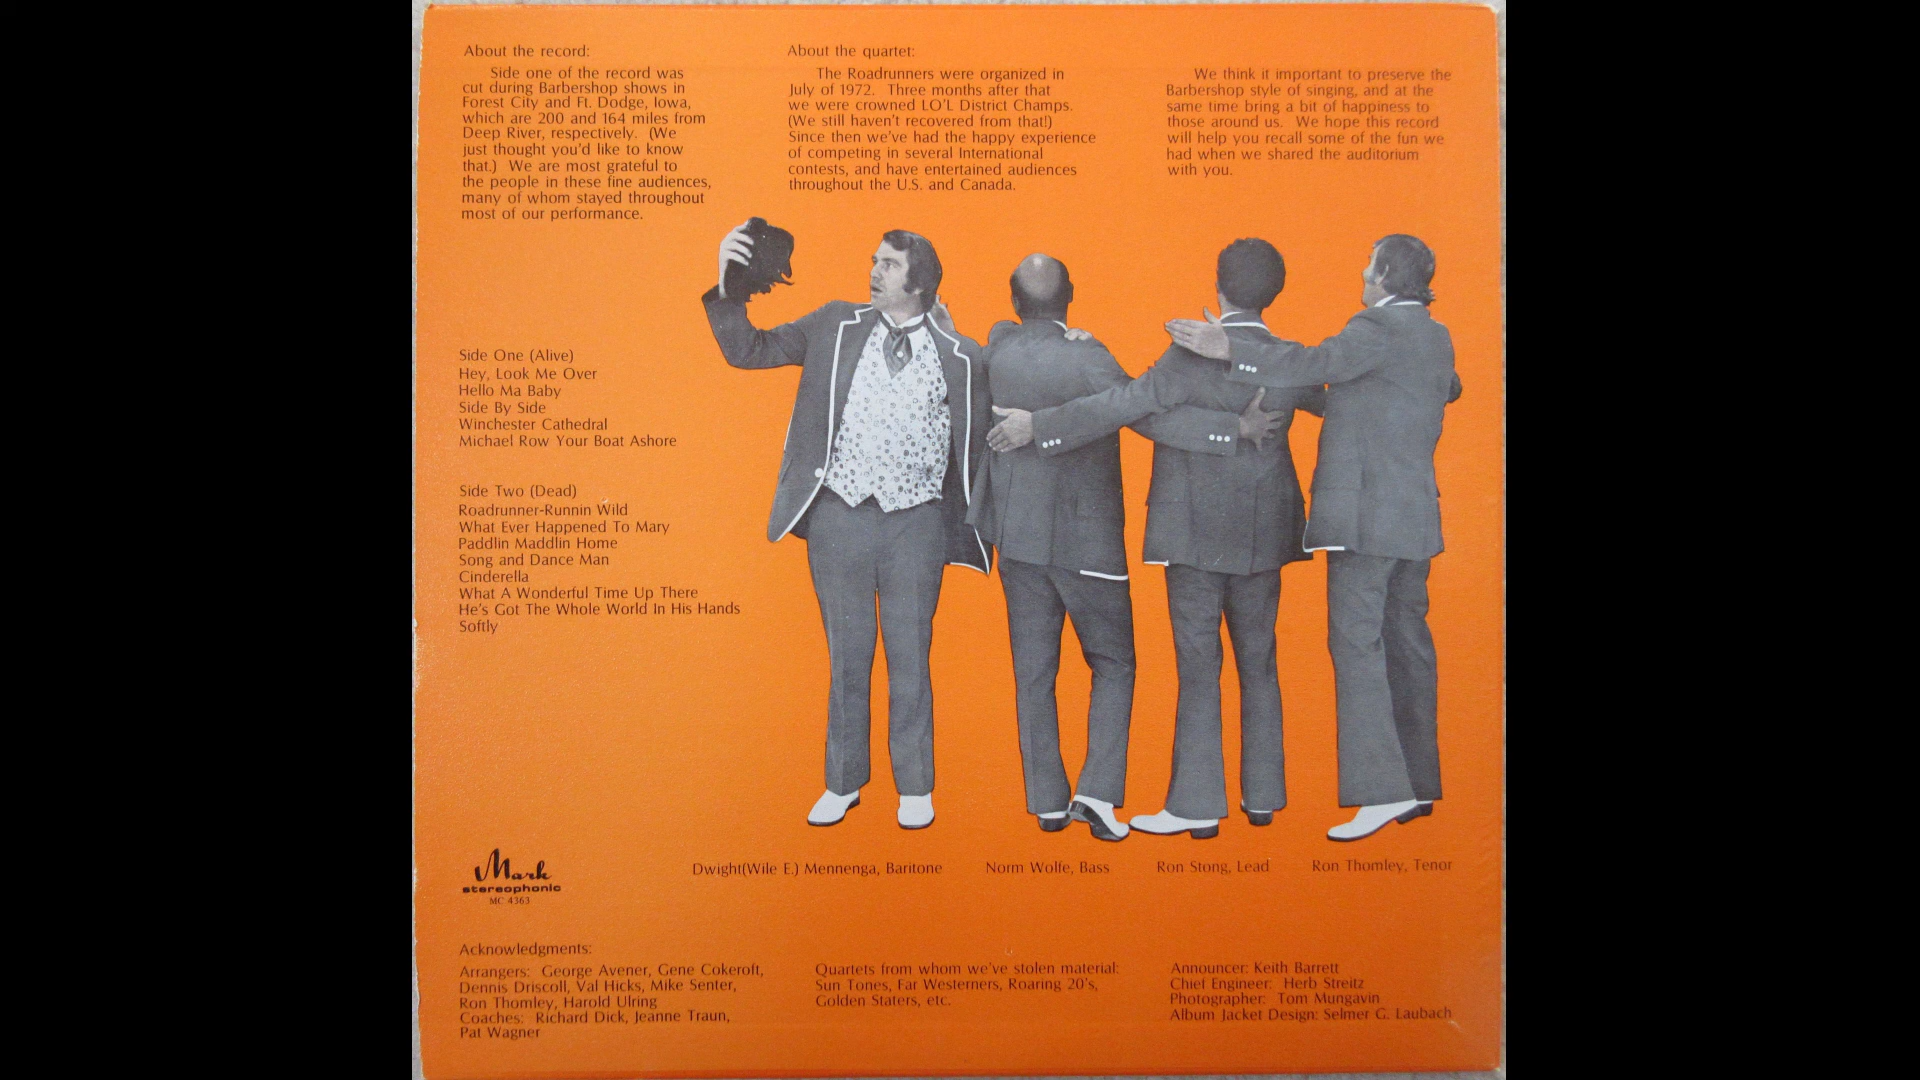 About the record:
Side one of the record was
cut during Barbershop shows in
Forest City and Ft. Dodge, Iowa,
which are 200 and 164 miles from
Deep River, respectively. (We
just thought you'd like to know
that.) We are most grateful to
the people in these fine audiences,
many of whom stayed throughout
most of our performance.
About the quartet:
The Roadrunners were organized in
July of 1972. Three months after that
we were crowned LO'L District Champs.
(We still haven't recovered from that!)
Since then we've had the happy experience
of competing in several International
contests, and have entertained audiences
throughout the U.S. and Canada.
We think it important to preserve the
Barbershop style of singing, and at the
same time bring a bit of happiness to
those around us. We hope this record
will help you recall some of the fun we
had when we shared the auditorium
with you.
Side One (Alive)
Hey, Look Me Over
Hello Ma Baby
Side By Side
Winchester Cathedral
Michael Row Your Boat Ashore
Side Two (Dead)
Roadrunner-Runnin Wild
What Ever Happened To Mary
Paddlin Maddlin Home
Song and Dance Man
Cinderella
What A Wonderful Time Up There
He's Got The Whole World In His Hands
Softly
Dwight(Wile E.) Mennenga, Baritone
Norm Wolfe, Bass
Ron Stong, Lead
Ron Thomley, Tenor
Mark
stereophonic
MC 4363
Acknowledgments:
Arrangers: George Avener, Gene Cokeroft,
Dennis Driscoll, Val Hicks, Mike Senter,
Ron Thomley, Harold Ulring
Coaches: Richard Dick, Jeanne Traun,
Pat Wagner
Quartets from whom we've stolen material:
Sun Tones, Far Westerners, Roaring 20's,
Golden Staters, etc.
Announcer: Keith Barrett
Chief Engineer: Herb Streitz
Photographer: Tom Mungavin
Album Jacket Design: Selmer G. Laubach